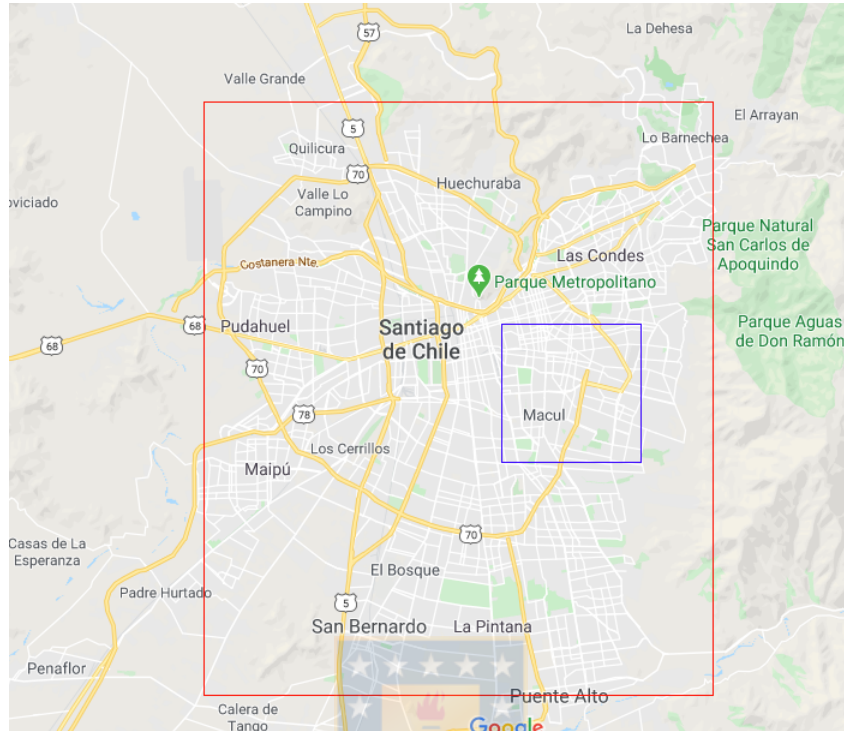 La Dehesa
57
Valle Grande
El Arrayan
5
Lo Barnechea
Quilicura
70
Huechuraba
Valle Lo
Campino
oviciado
Parque Natural
San Carlos de
Apoquindo
Las Condes
Costanera Nte.
Parque Metropolitano
68
Pudahuel
Santiago
de Chile
Parque Aguas
de Don Ramón
68
70
78
Macul
Los Cerrillos
Maipú
70
Casas de La
Esperanza
El Bosque
Padre Hurtado
5
San Bernardo
La Pintana
Penaflor
Puente Alto
Calera de
Tango
Google